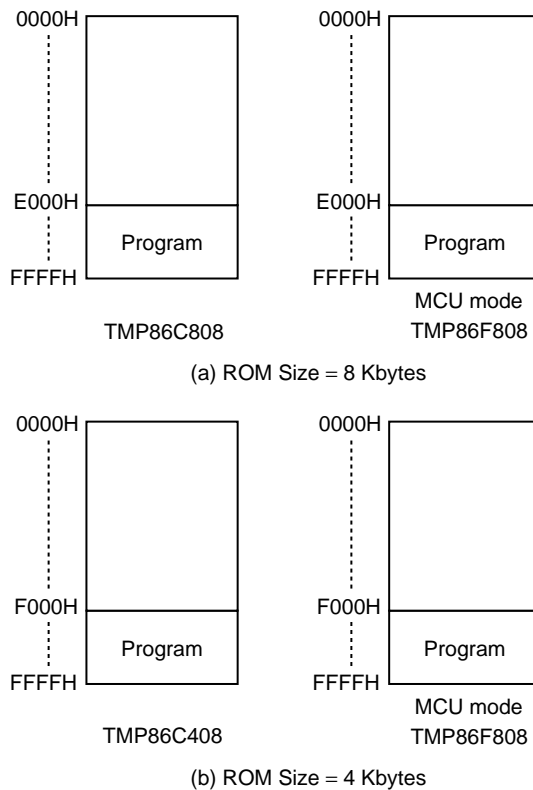 0000H 0000H
E000H E000H
Program Program
FFFFH FFFFH
MCU mode
TMP86C808 TMP86F808
(a) ROM Size = 8 Kbytes
0000H 0000H
F000H F000H
Program Program
FFFFH FFFFH
MCU mode
TMP86C408 TMP86F808
(b) ROM Size = 4 Kbytes